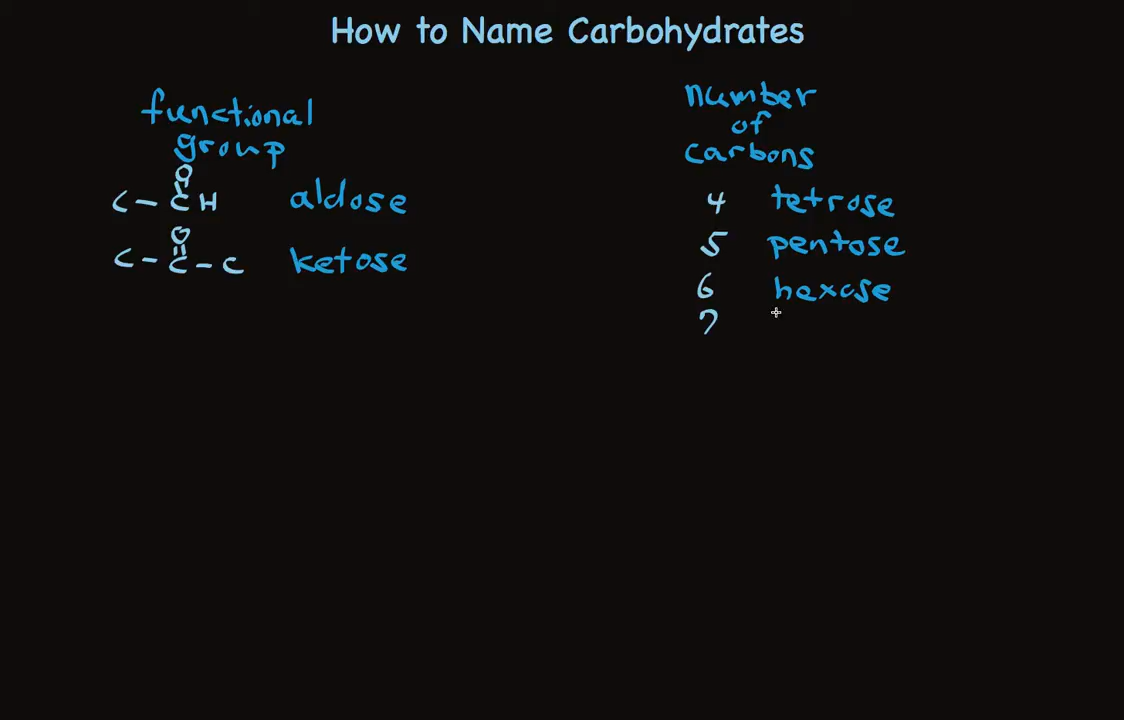 How to Name Carbohydrates
functional
group
O
C - C H aldose
O
C - C - C ketose
number
of
carbons
4 tetrose
5 pentose
6 hexose
7